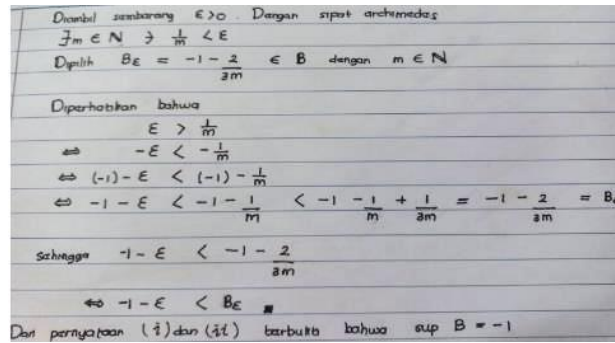 Diambil sembarang ε>0. Dengan sipat archimedes
∃m ∈ N ∋ 1/m < ε
Dipilih Bε = -1 - 2/3m ∈ B dengan m ∈ N
Diperhatikan bahwa
ε > 1/m
⇔ -ε < -1/m
⇔ (-1) - ε < (-1) - 1/m
⇔ -1 - ε < -1 - 1/m < -1 - 1/m + 1/3m = -1 - 2/3m = Bε
Sehingga -1 - ε < -1 - 2/3m
⇔ -1 - ε < Bε ■
Dari pernyataan (i) dan (ii) terbukti bahwa sup B = -1